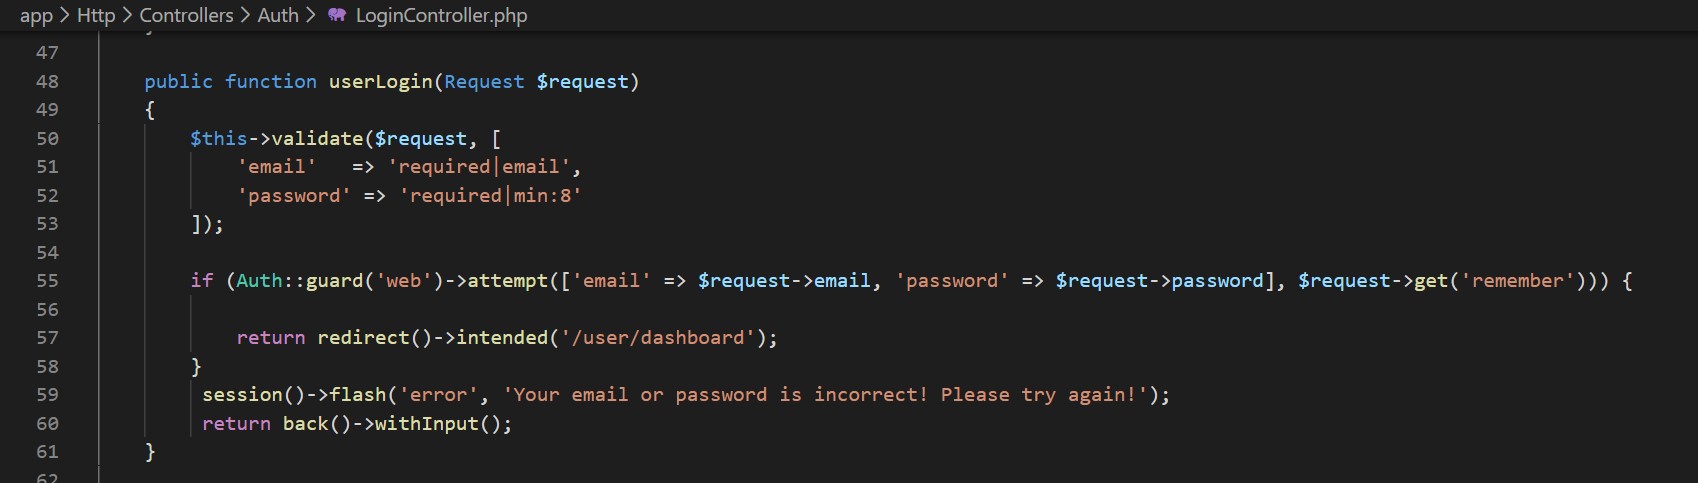 app > Http > Controllers > Auth > LoginController.php
47
48 public function userLogin(Request $request)
49 {
50 $this->validate($request, [
51 'email'   => 'required|email',
52 'password' => 'required|min:8'
53 ]);
54
55 if (Auth::guard('web')->attempt(['email' => $request->email, 'password' => $request->password], $request->get('remember'))) {
56
57 return redirect()->intended('/user/dashboard');
58 }
59 session()->flash('error', 'Your email or password is incorrect! Please try again!');
60 return back()->withInput();
61 }
62